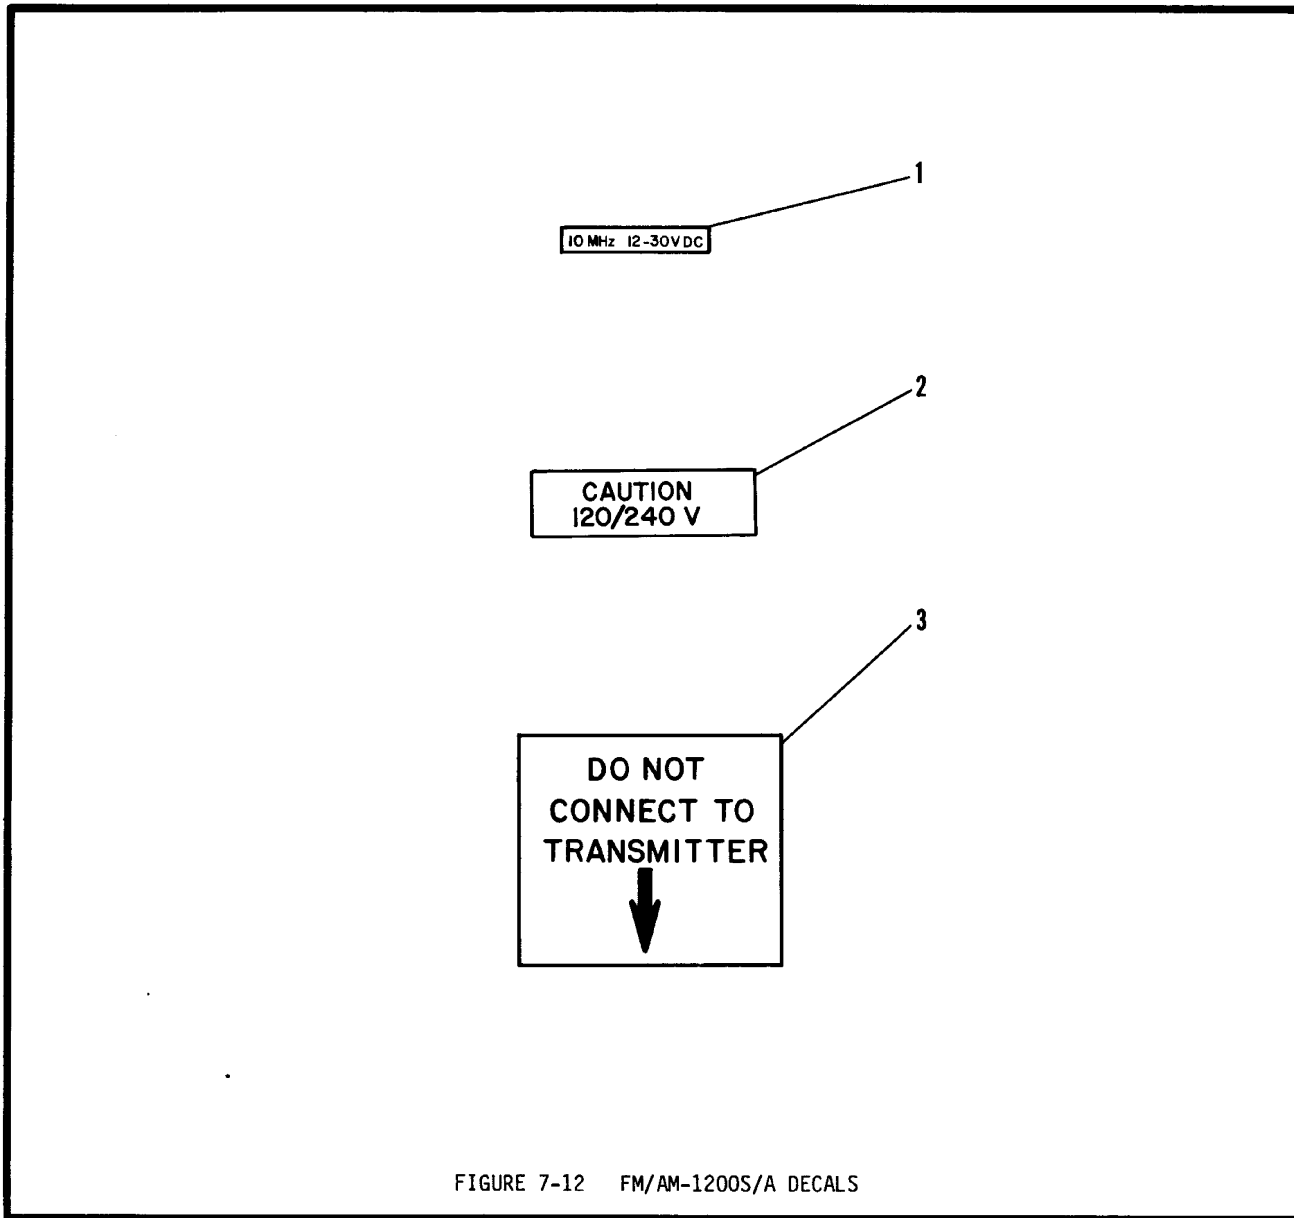 1
10 MHz 12-30VDC
2
CAUTION
120/240 V
3
DO NOT
CONNECT TO
TRANSMITTER
FIGURE 7-12 FM/AM-1200S/A DECALS